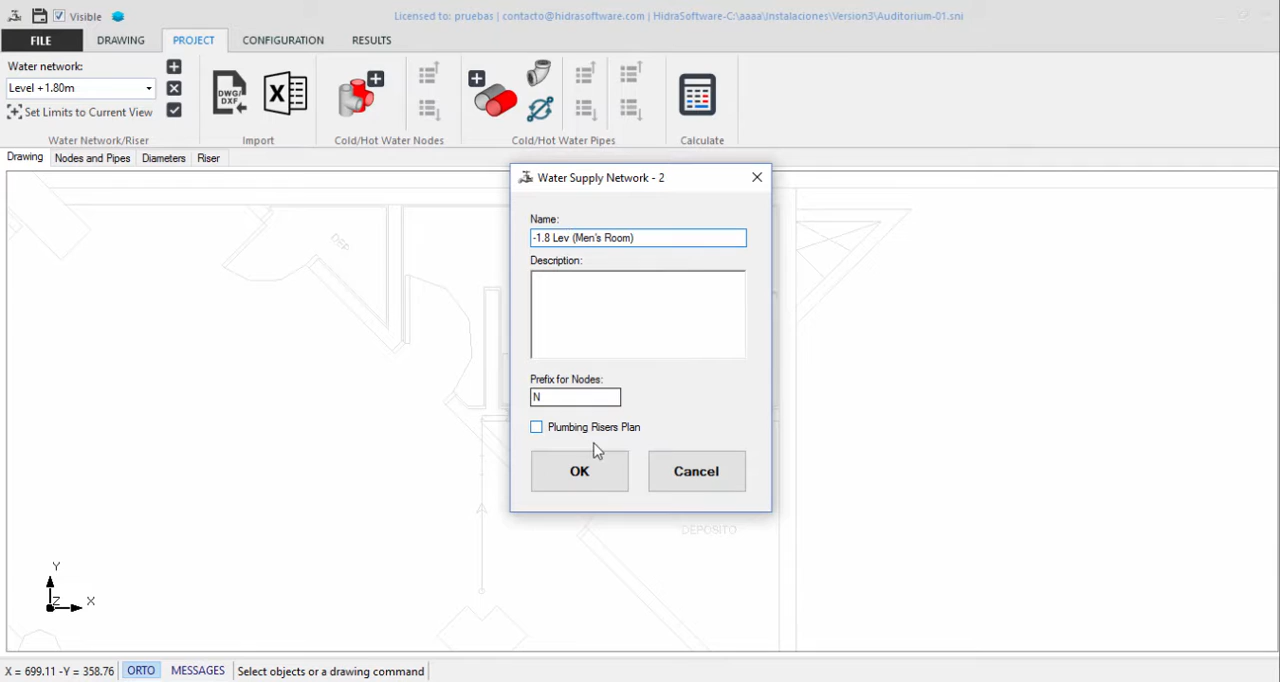 Visible
Licensed to: pruebas | contacto@hidrasoftware.com | HidraSoftware-C:\aaaa\Instalaciones\Version3\Auditorium-01.sni
FILE DRAWING PROJECT CONFIGURATION RESULTS
Water network:
Level +1.80m
Set Limits to Current View
DWG/
DXF
Water Network/Riser Import Cold/Hot Water Nodes Cold/Hot Water Pipes Calculate
Drawing Nodes and Pipes Diameters Riser
Water Supply Network - 2
Name:
-1.8 Lev (Men's Room)
Description:
Prefix for Nodes:
N
Plumbing Risers Plan
OK Cancel
DSP
DEPOSITO
Y
Z X
X = 699.11 -Y = 358.76 ORTO MESSAGES Select objects or a drawing command